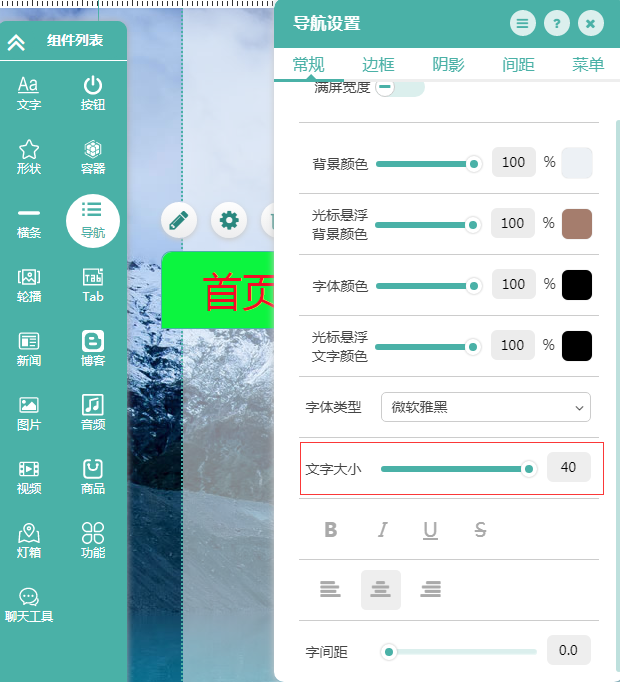 组件列表
Aa
文字
按钮
形状
容器
横条
导航
轮播
Tab
Tab
新闻
博客
图片
音频
视频
商品
灯箱
功能
聊天工具
首页
导航设置
?
常规 边框 阴影 间距 菜单
满屏宽度
背景颜色 100 %
光标悬浮
背景颜色 100 %
字体颜色 100 %
光标悬浮
文字颜色 100 %
字体类型 微软雅黑
文字大小 40
B I U S
字间距 0.0